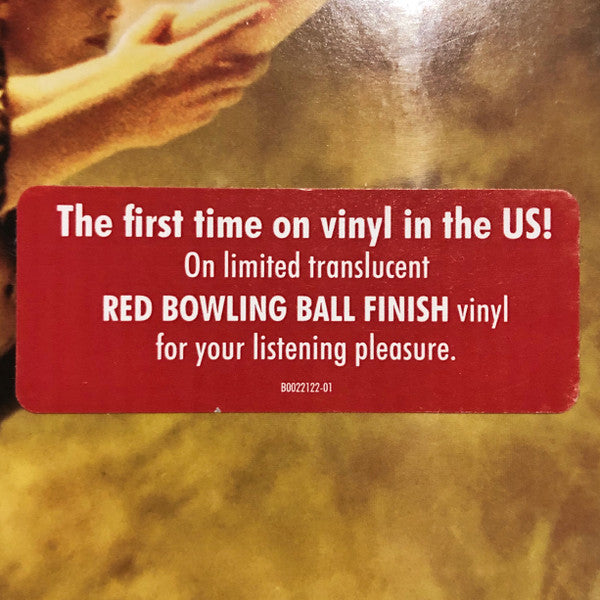 The first time on vinyl in the US!
On limited translucent
RED BOWLING BALL FINISH vinyl
for your listening pleasure.
B0022122-01